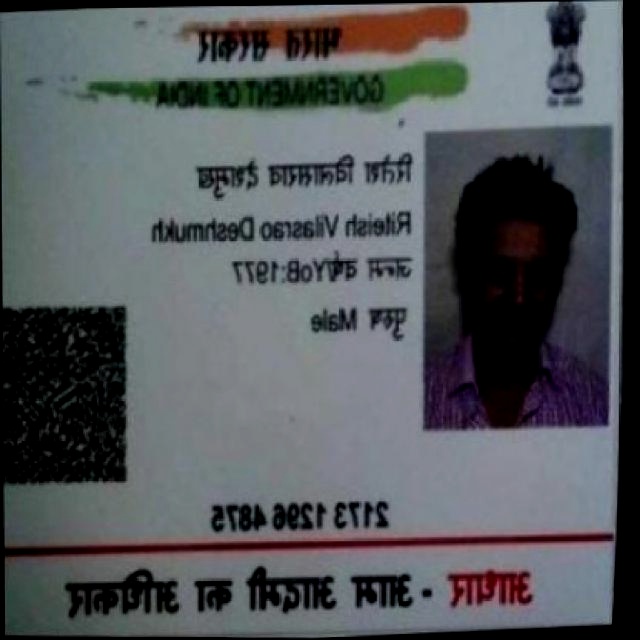 भारत सरकार
GOVERNMENT OF INDIA
रितेश विलासराव देशमुख
Riteish Vilasrao Deshmukh
जन्म वर्ष/YoB:1977
पुरुष Male
2173 1296 4875
आधार - आम आदमी का अधिकार